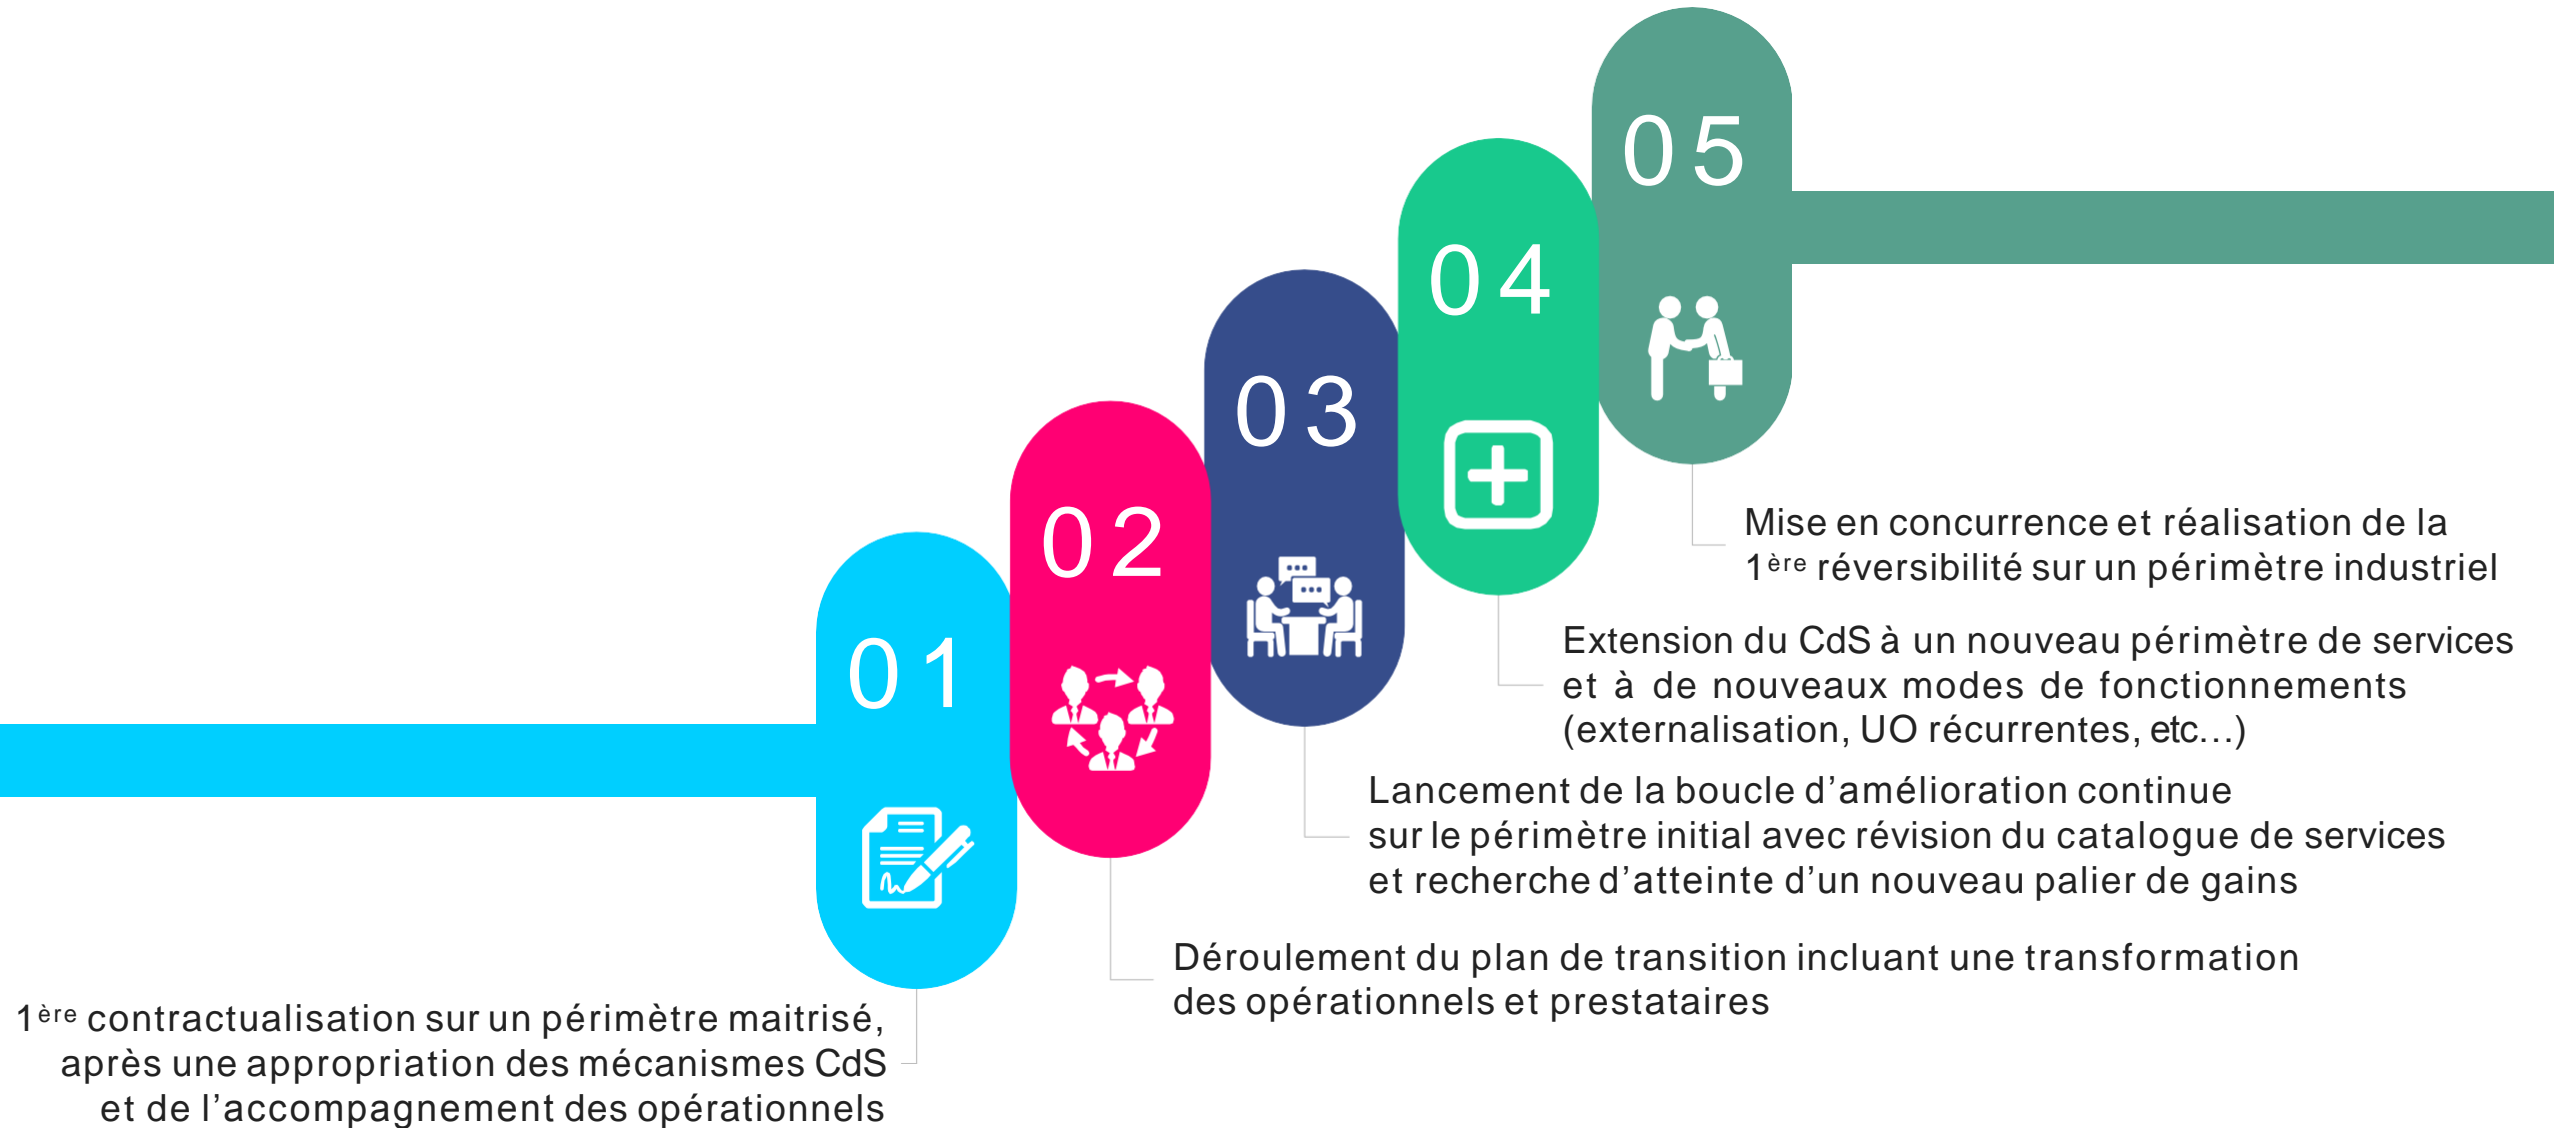 01
1ère contractualisation sur un périmètre maitrisé,
après une appropriation des mécanismes CdS
et de l’accompagnement des opérationnels
02
Déroulement du plan de transition incluant une transformation
des opérationnels et prestataires
03
Lancement de la boucle d’amélioration continue
sur le périmètre initial avec révision du catalogue de services
et recherche d’atteinte d’un nouveau palier de gains
04
Extension du CdS à un nouveau périmètre de services
et à de nouveaux modes de fonctionnements
(externalisation, UO récurrentes, etc...)
05
Mise en concurrence et réalisation de la
1ère réversibilité sur un périmètre industriel